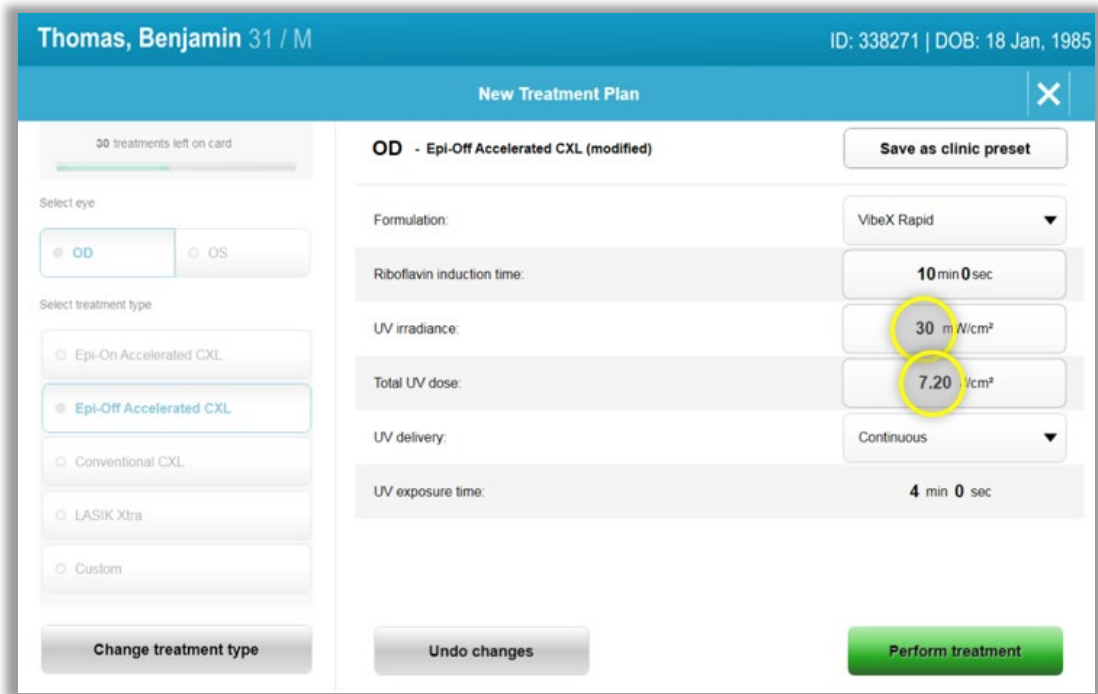 Thomas, Benjamin 31 / M
ID: 338271 | DOB: 18 Jan, 1985
New Treatment Plan
30 treatments left on card
Select eye
OD
OS
Select treatment type
Epi-On Accelerated CXL
Epi-Off Accelerated CXL
Conventional CXL
LASIK Xtra
Custom
Change treatment type
OD - Epi-Off Accelerated CXL (modified)
Save as clinic preset
Formulation: VibeX Rapid
Riboflavin induction time: 10 min 0 sec
UV irradiance: 30 mW/cm²
Total UV dose: 7.20 J/cm²
UV delivery: Continuous
UV exposure time: 4 min 0 sec
Undo changes
Perform treatment